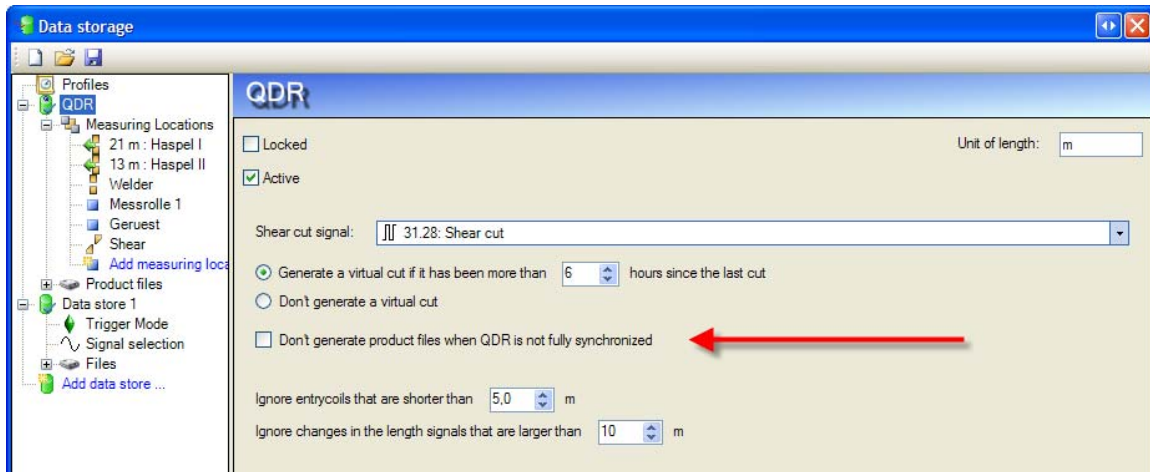 Data storage
Profiles
QDR
Measuring Locations
21 m : Haspel I
13 m : Haspel II
Welder
Messrolle 1
Geruest
Shear
Add measuring loca
Product files
Data store 1
Trigger Mode
Signal selection
Files
Add data store ...
QDR
Locked
Unit of length: m
Active
Shear cut signal: 31.28: Shear cut
Generate a virtual cut if it has been more than 6 hours since the last cut
Don't generate a virtual cut
Don't generate product files when QDR is not fully synchronized
Ignore entrycoils that are shorter than 5,0 m
Ignore changes in the length signals that are larger than 10 m